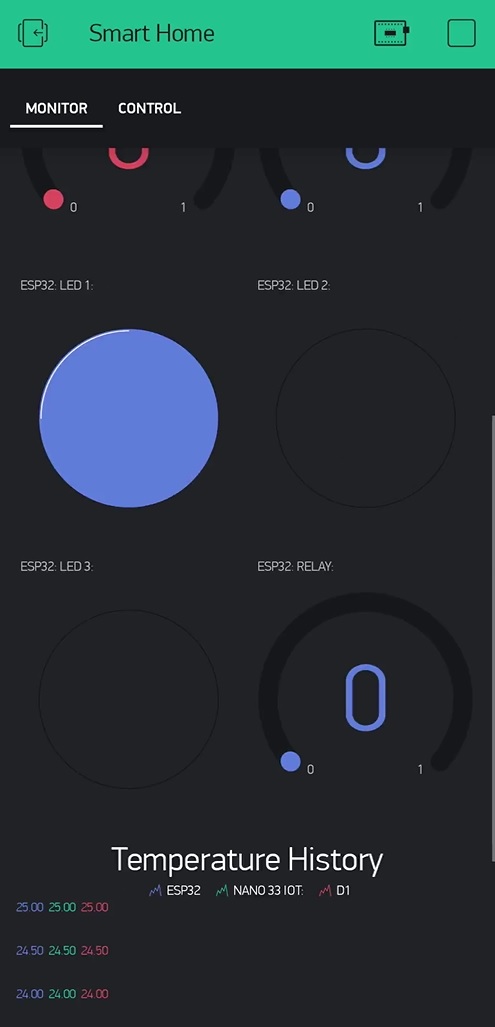 Smart Home
MONITOR CONTROL
0 0
0 1 0 1
ESP32: LED 1: ESP32: LED 2:
ESP32: LED 3: ESP32: RELAY:
0
0 1
Temperature History
ESP32 NANO 33 IOT: D1
25.00 25.00 25.00
24.50 24.50 24.50
24.00 24.00 24.00